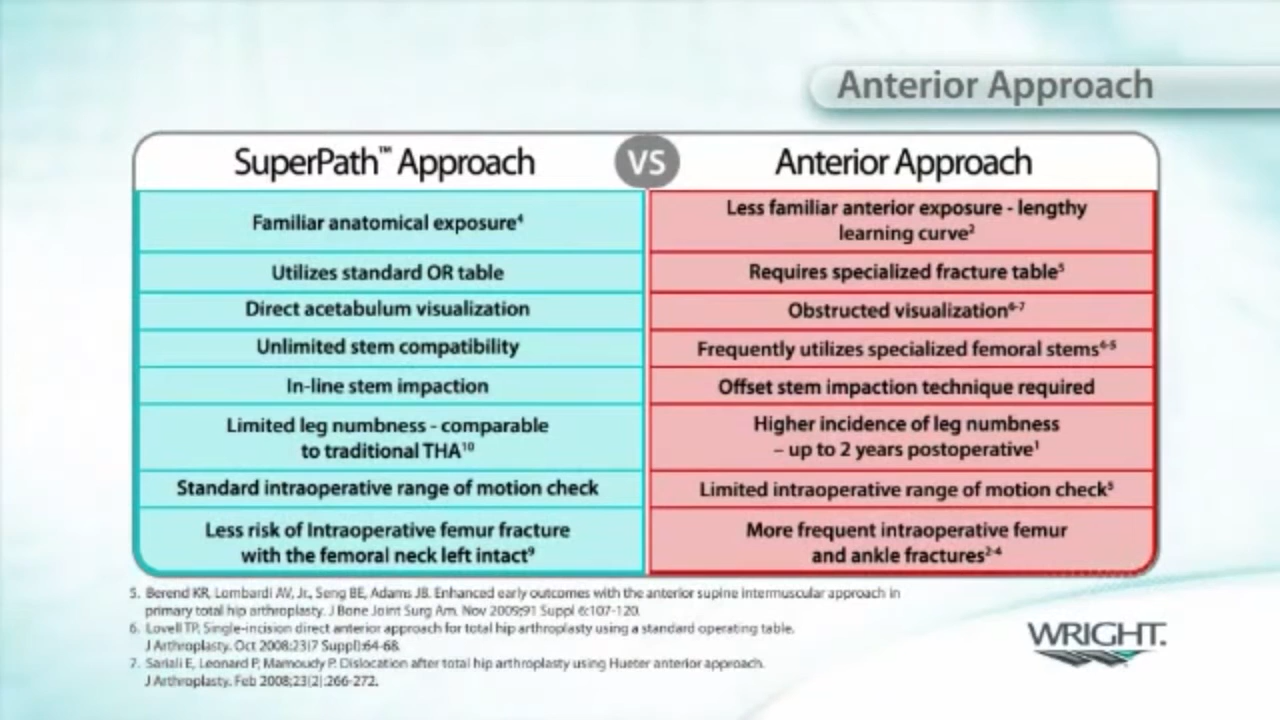 Anterior Approach
SuperPath™ Approach
VS
Anterior Approach
Familiar anatomical exposure⁴
Less familiar anterior exposure - lengthy
learning curve²
Utilizes standard OR table
Requires specialized fracture table⁵
Direct acetabulum visualization
Obstructed visualization⁶⁻⁷
Unlimited stem compatibility
Frequently utilizes specialized femoral stems⁴⁻⁵
In-line stem impaction
Offset stem impaction technique required
Limited leg numbness - comparable
to traditional THA¹⁰
Higher incidence of leg numbness
– up to 2 years postoperative¹
Standard intraoperative range of motion check
Limited intraoperative range of motion check⁵
Less risk of Intraoperative femur fracture
with the femoral neck left intact⁹
More frequent intraoperative femur
and ankle fractures²⁻⁴
5. Berend KR, Lombardi AV, Jr., Seng BE, Adams JB. Enhanced early outcomes with the anterior supine intermuscular approach in
primary total hip arthroplasty. J Bone Joint Surg Am. Nov 2009;91 Suppl 6:107-120.
6. Lovell TP. Single-incision direct anterior approach for total hip arthroplasty using a standard operating table.
J Arthroplasty. Oct 2008;23(7 Suppl):64-68.
7. Sariali E, Leonard P, Mamoudy P. Dislocation after total hip arthroplasty using Hueter anterior approach.
J Arthroplasty. Feb 2008;23(2):266-272.
WRIGHT.